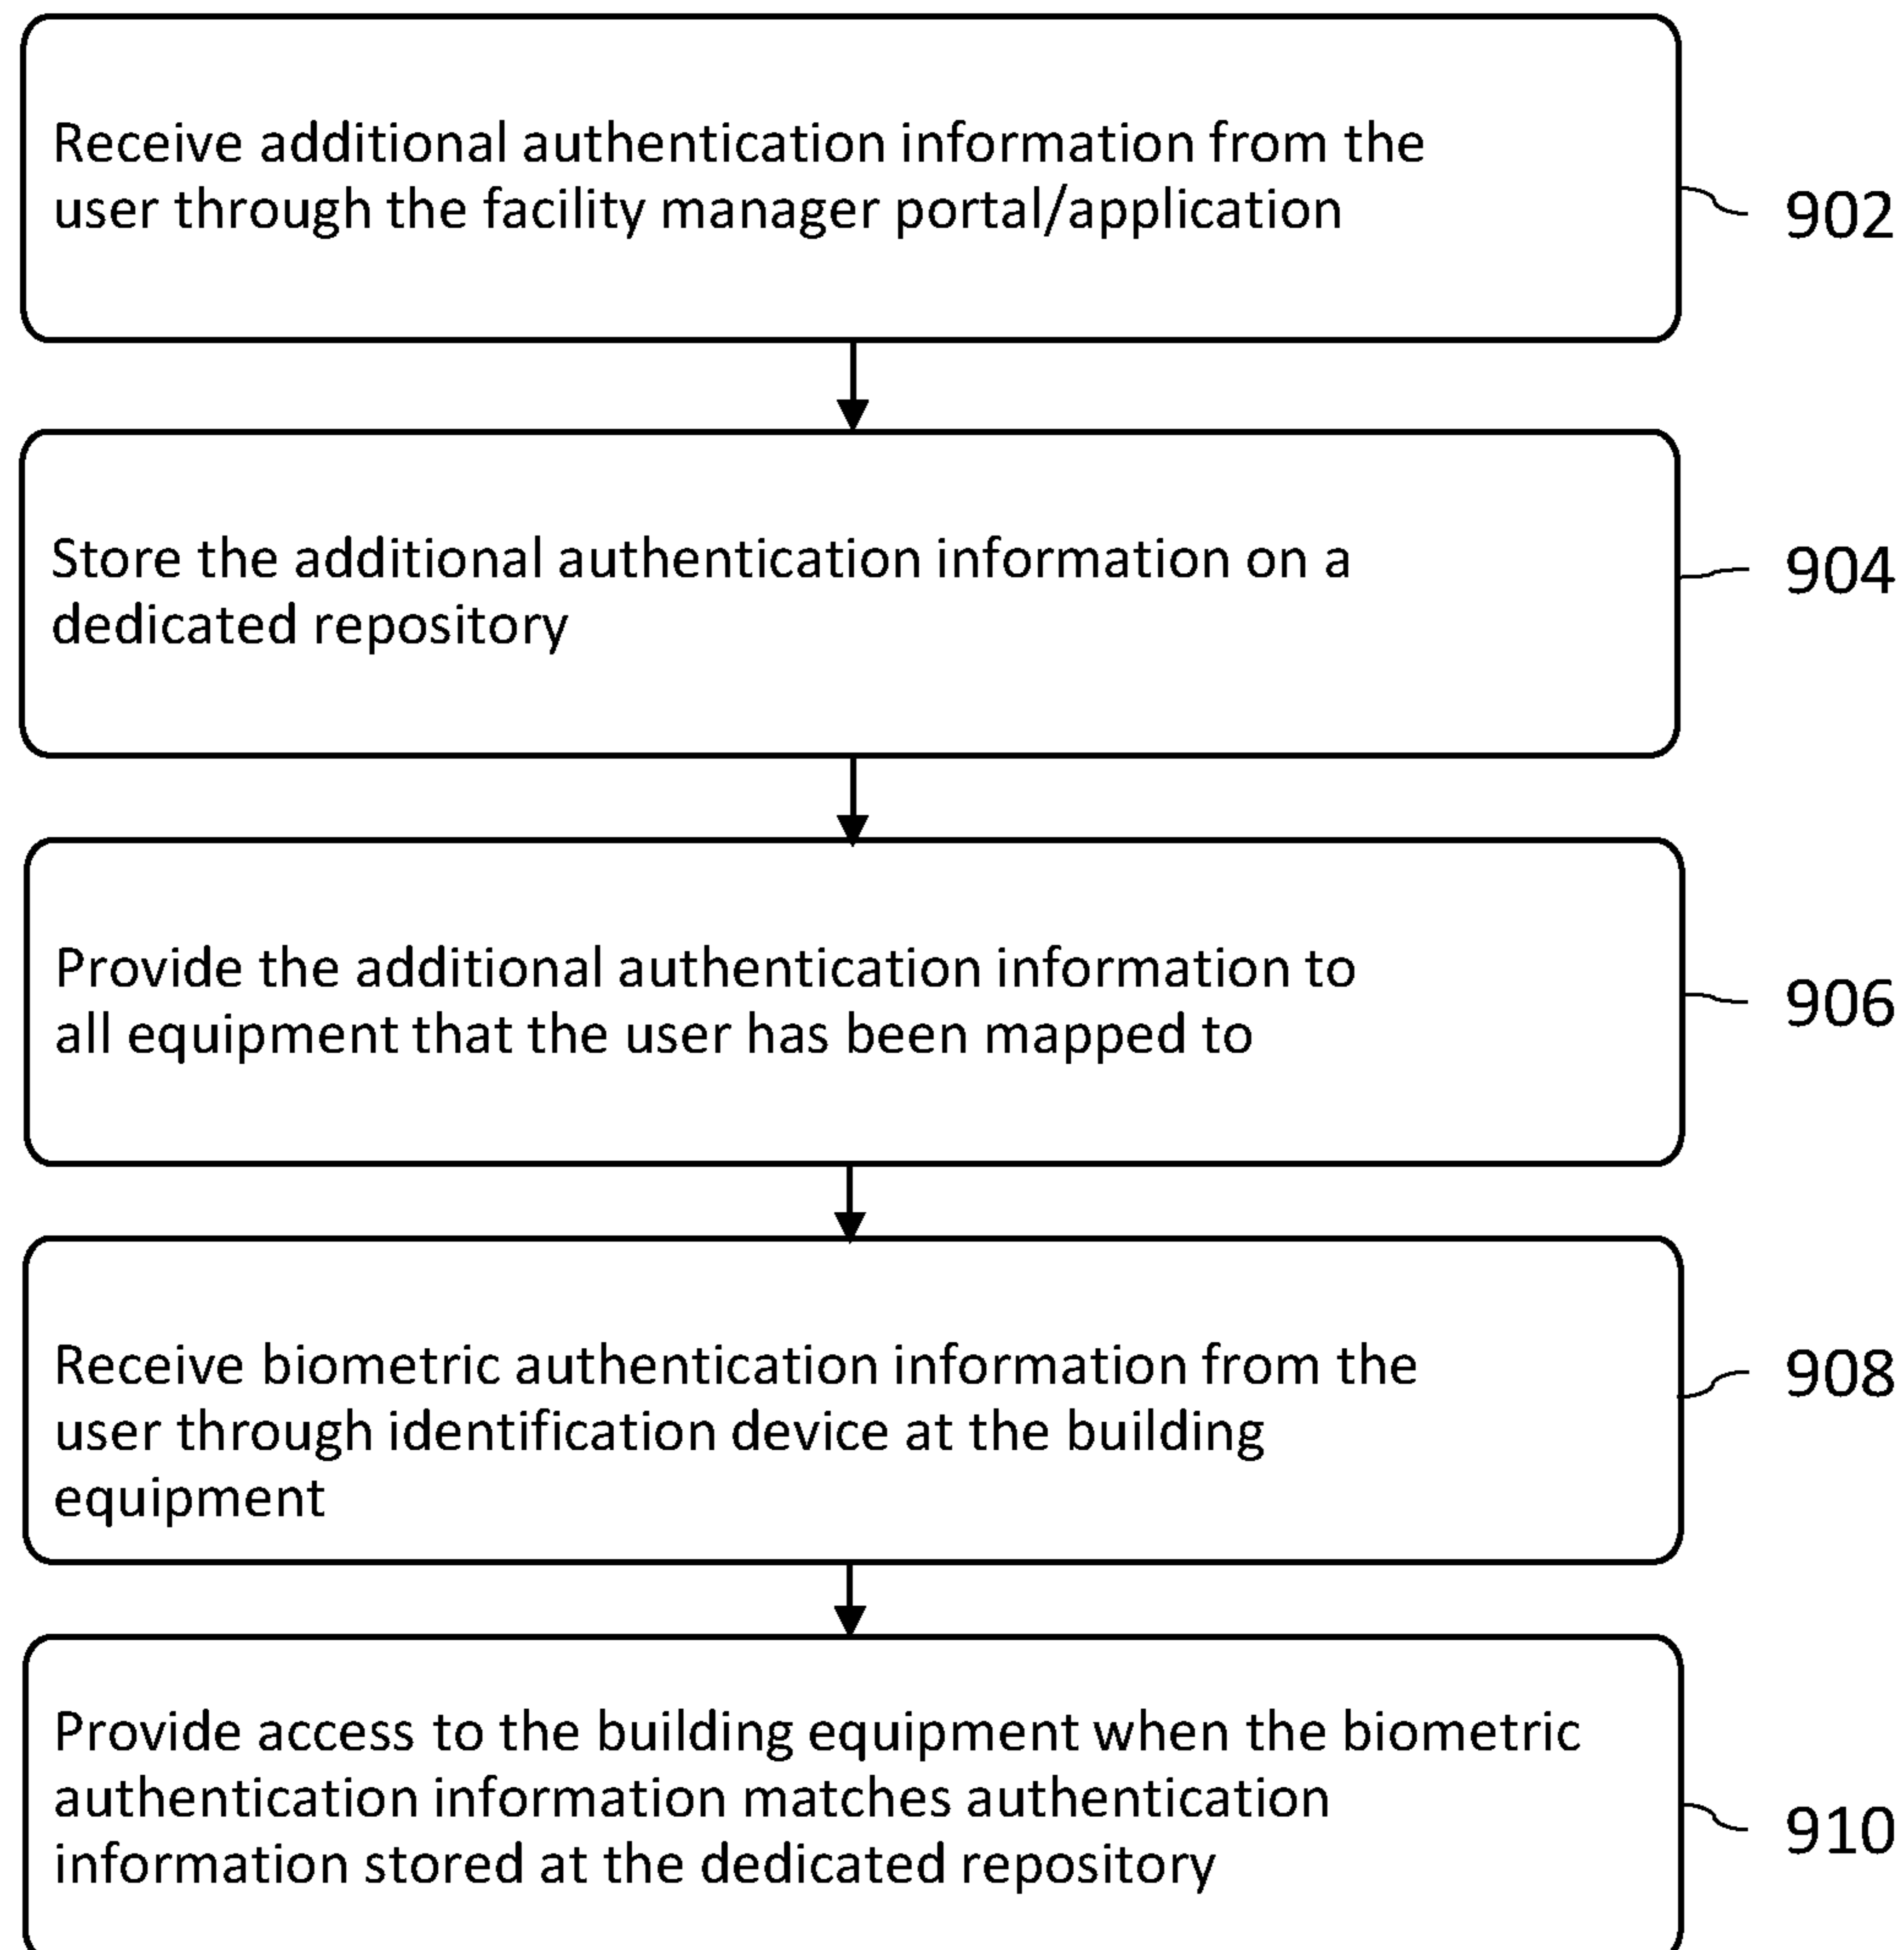 Receive additional authentication information from the
user through the facility manager portal/application
902
Store the additional authentication information on a
dedicated repository
904
Provide the additional authentication information to
all equipment that the user has been mapped to
906
Receive biometric authentication information from the
user through identification device at the building
equipment
908
Provide access to the building equipment when the biometric
authentication information matches authentication
information stored at the dedicated repository
910